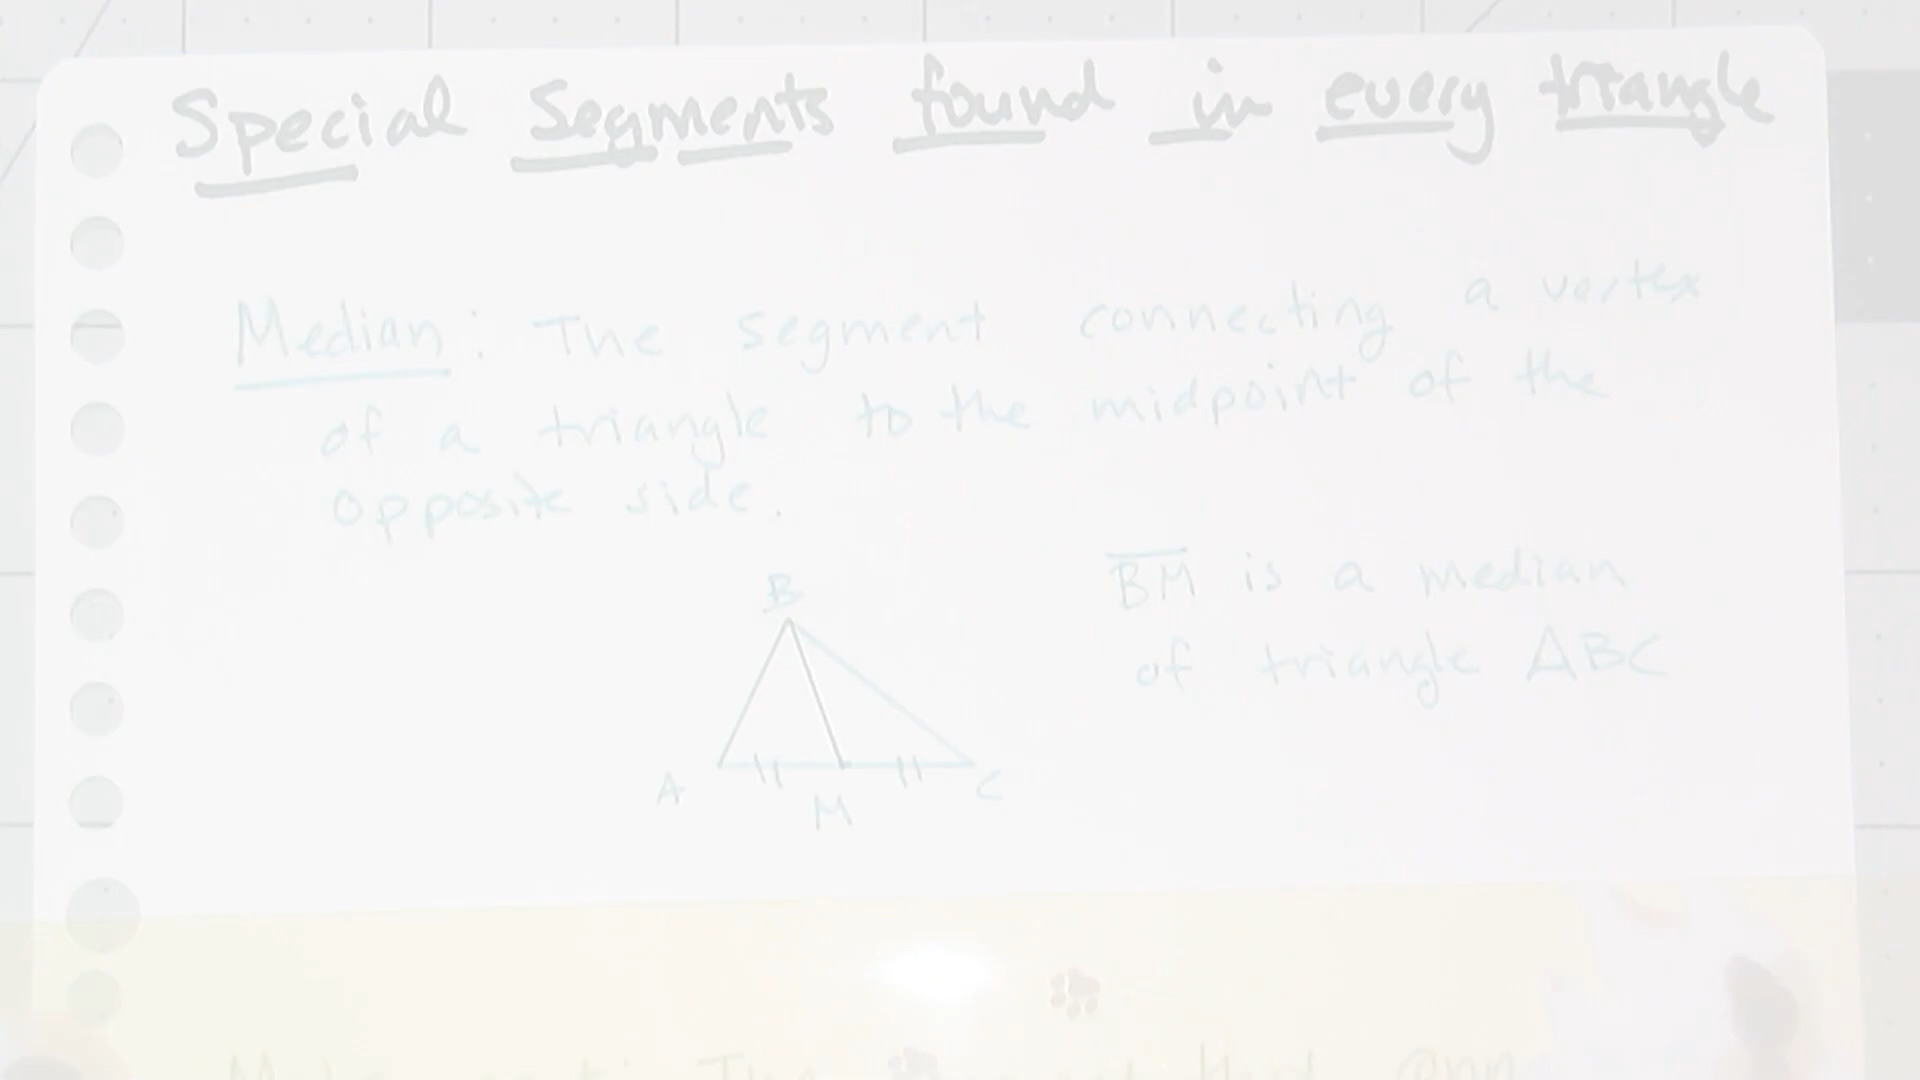 Special Segments found in every triangle
Median: The segment connecting a vertex
of a triangle to the midpoint of the
opposite side.
B
BM is a median
of triangle ABC
A
M
C